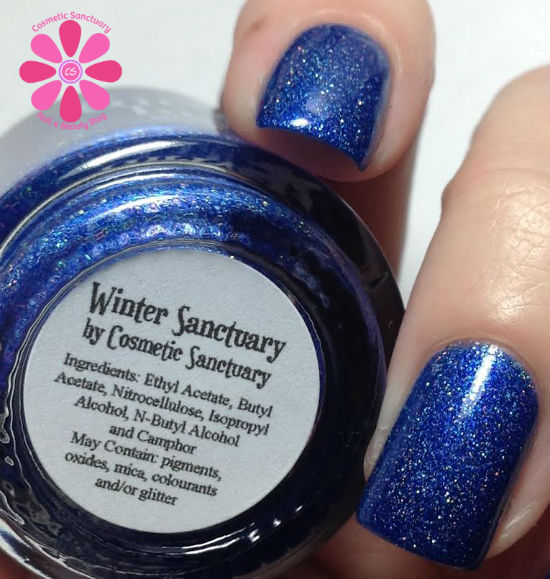 Cosmetic Sanctuary
CS
Nail & Beauty Blog
Winter Sanctuary
by Cosmetic Sanctuary
Ingredients: Ethyl Acetate, Butyl
Acetate, Nitrocellulose, Isopropyl
Alcohol, N-Butyl Alcohol
and Camphor
May Contain: pigments,
oxides, mica, colourants
and/or glitter